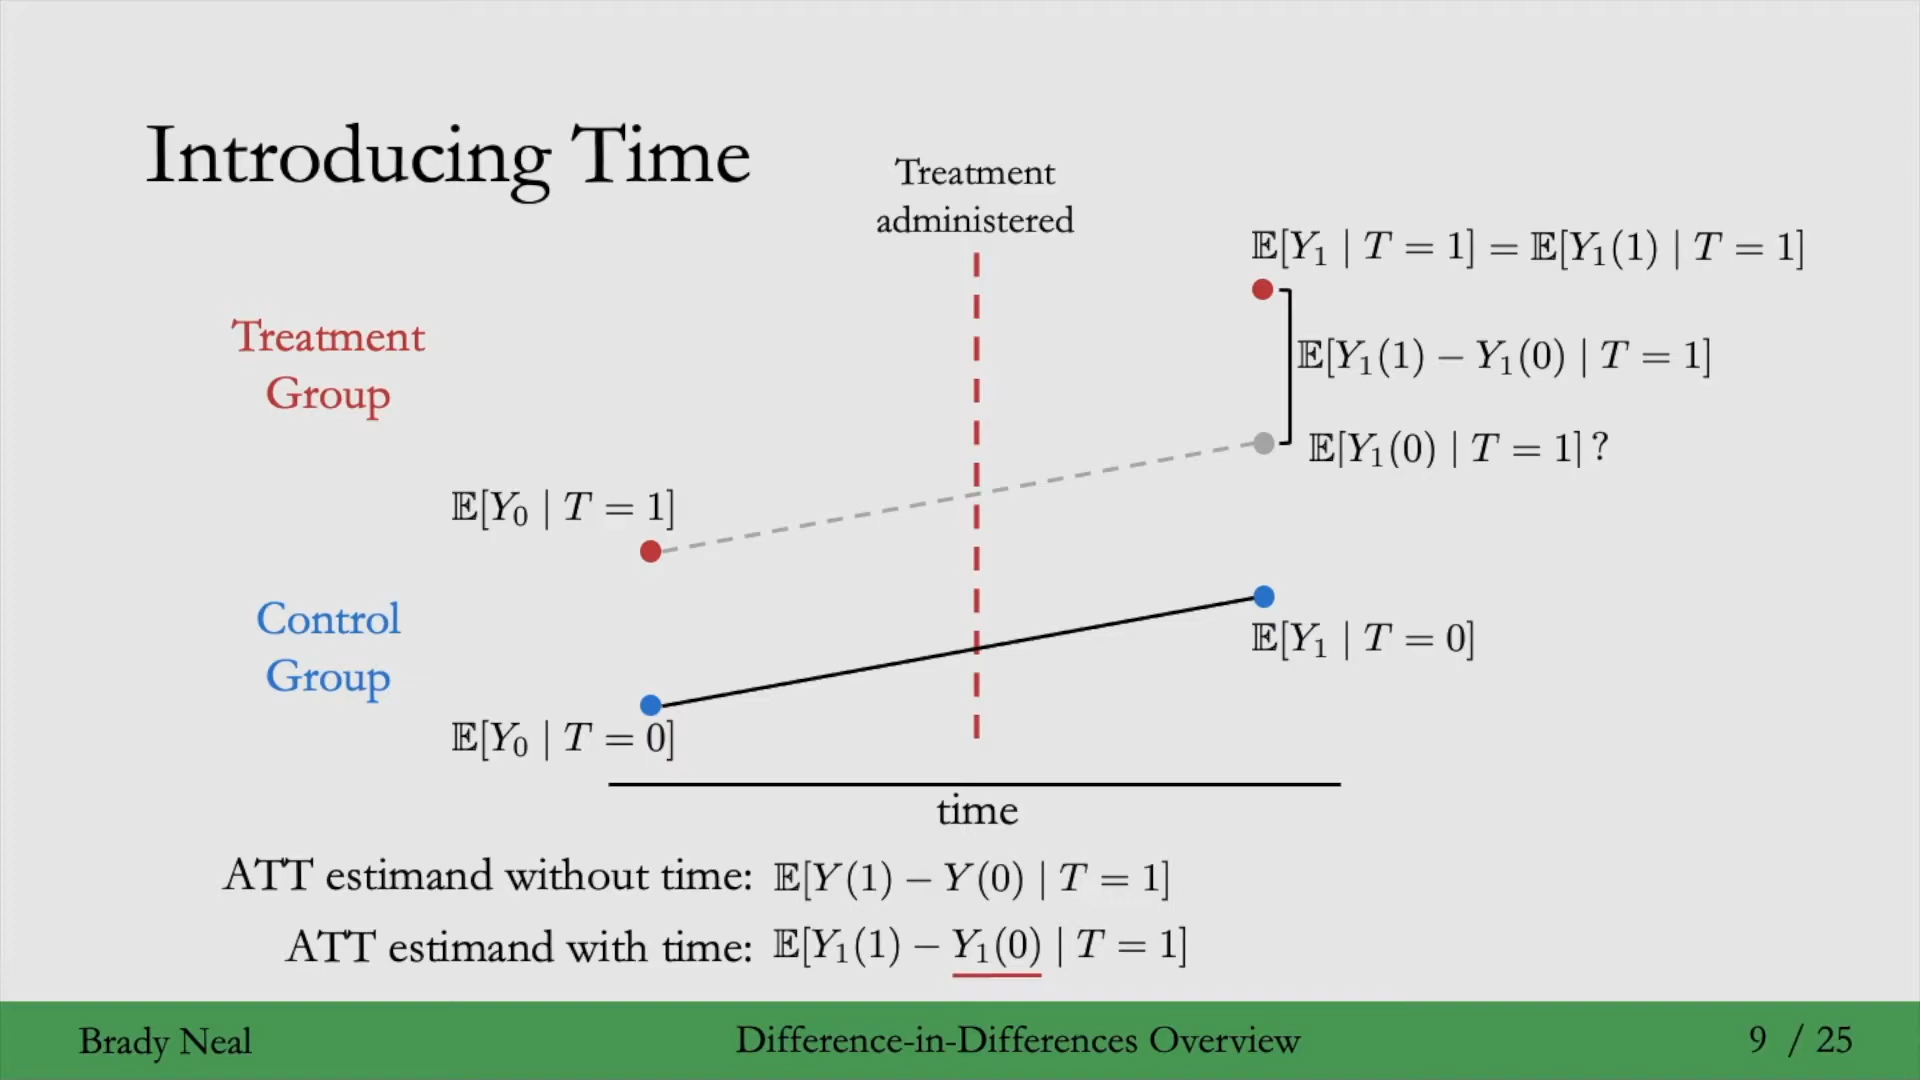 Introducing Time
Treatment
administered
𝔼[Y₁ | T = 1] = 𝔼[Y₁(1) | T = 1]
Treatment
Group
𝔼[Y₁(1) − Y₁(0) | T = 1]
𝔼[Y₁(0) | T = 1] ?
𝔼[Y₀ | T = 1]
Control
Group
𝔼[Y₁ | T = 0]
𝔼[Y₀ | T = 0]
time
ATT estimand without time: 𝔼[Y(1) − Y(0) | T = 1]
ATT estimand with time: 𝔼[Y₁(1) − Y₁(0) | T = 1]
Brady Neal
Difference-in-Differences Overview
9 / 25